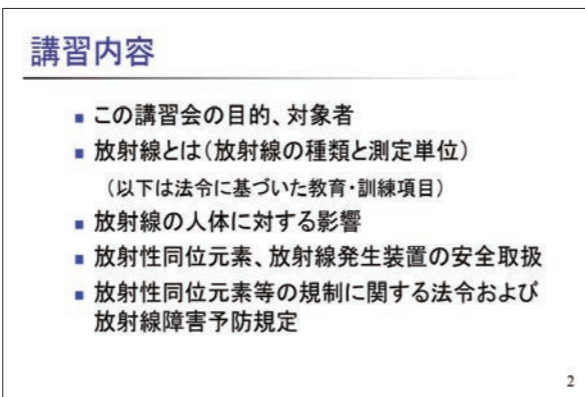 講習内容
この講習会の目的、対象者
放射線とは(放射線の種類と測定単位)
(以下は法令に基づいた教育・訓練項目)
放射線の人体に対する影響
放射性同位元素、放射線発生装置の安全取扱
放射性同位元素等の規制に関する法令および
放射線障害予防規定
2